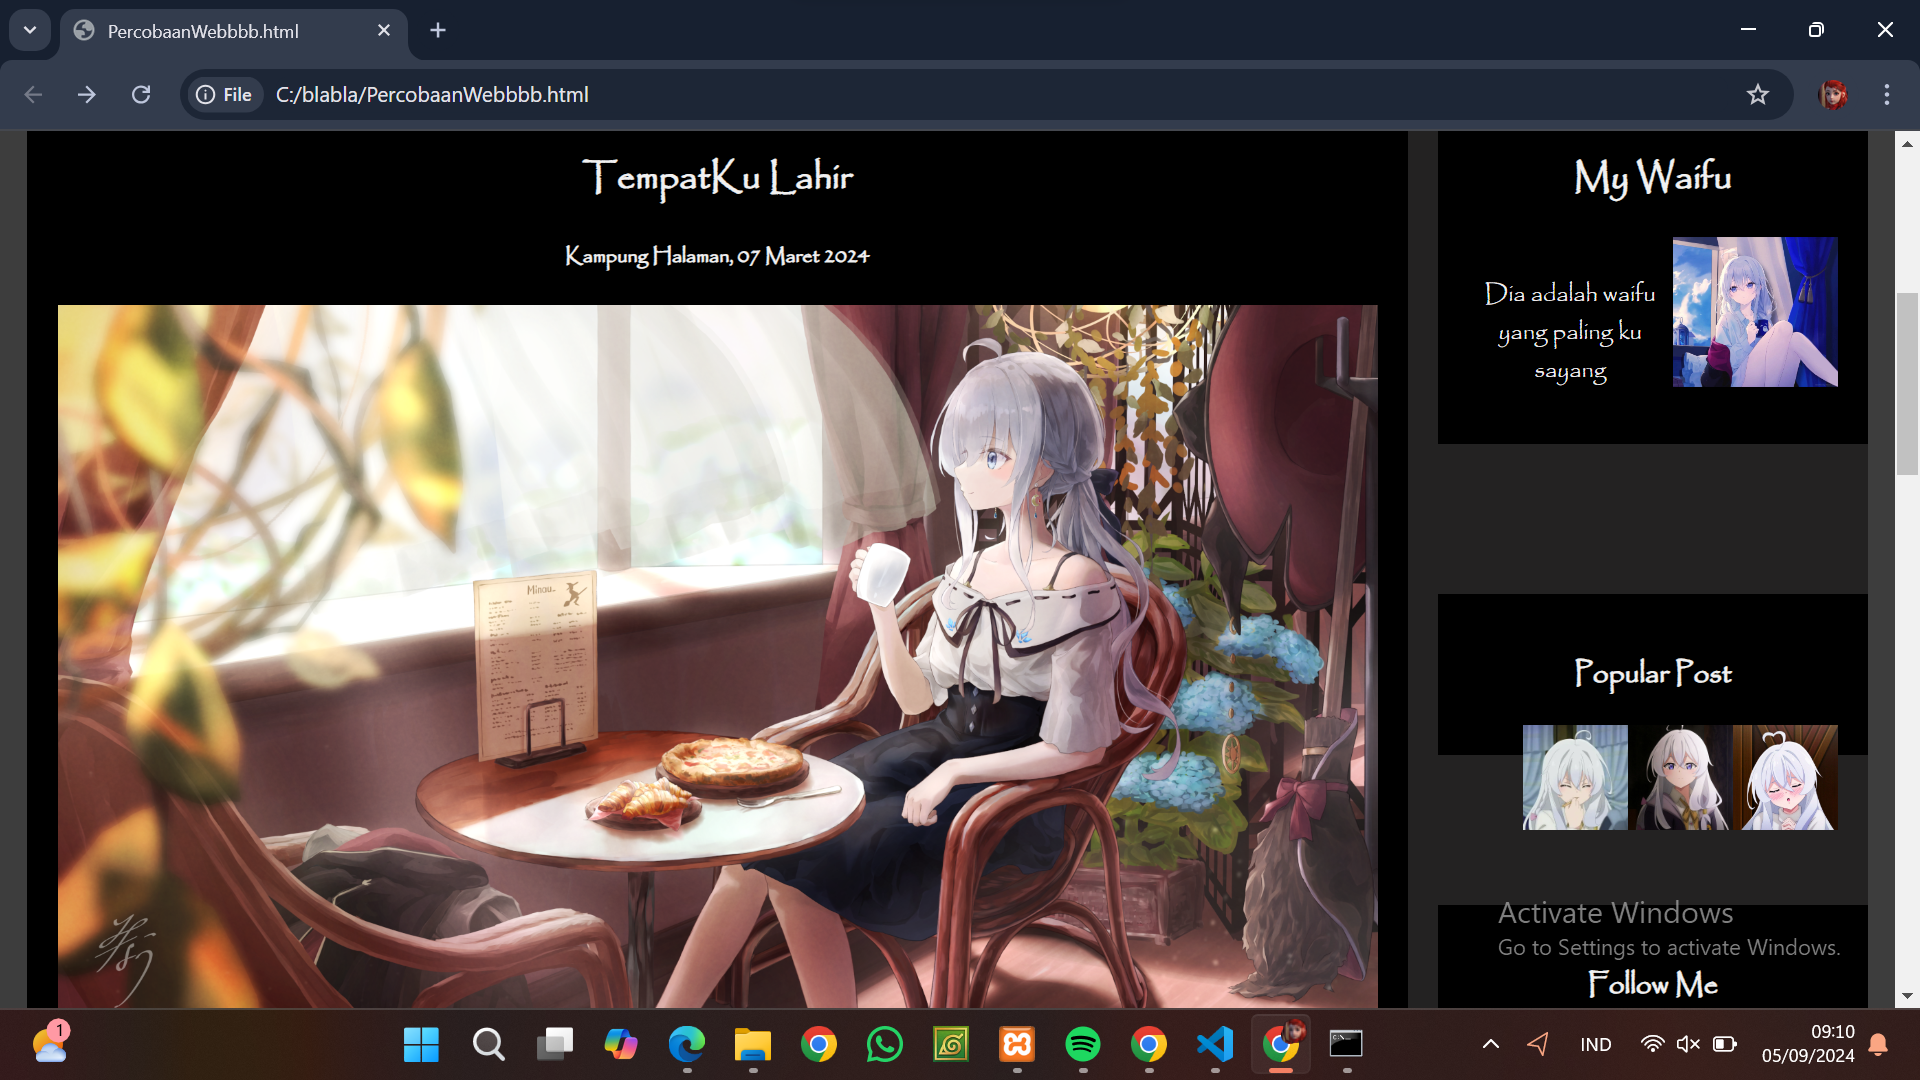 PercobaanWebbbb.html
File
C:/blabla/PercobaanWebbbb.html
TempatKu Lahir
Kampung Halaman, 07 Maret 2024
My Waifu
Dia adalah waifu
yang paling ku
sayang
Popular Post
Activate Windows
Go to Settings to activate Windows.
Follow Me
1
IND
09:10
05/09/2024